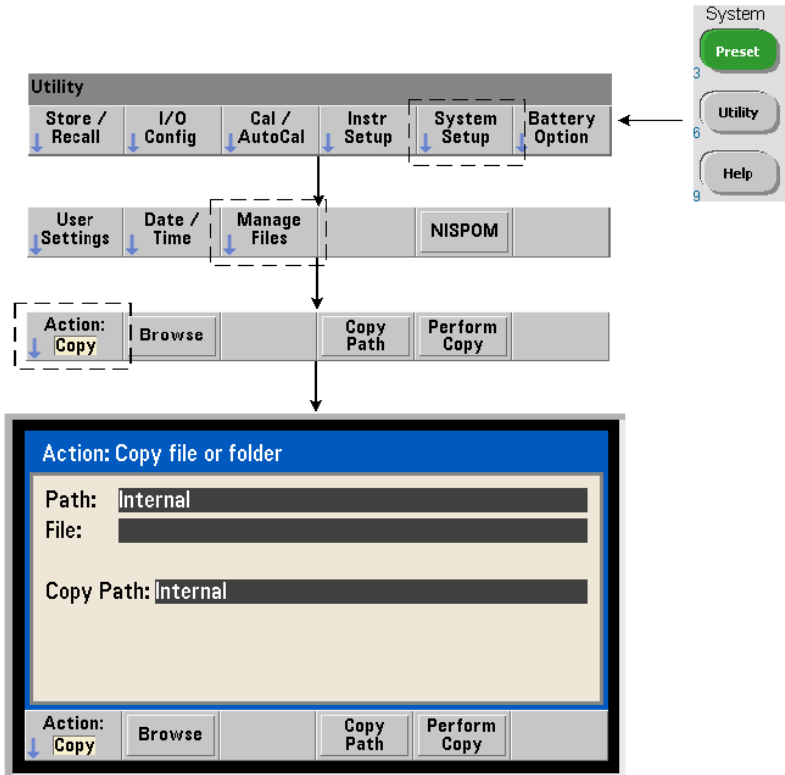 System
Preset
3
Utility
6
Help
9
Utility
Store / Recall
I/O Config
Cal / AutoCal
Instr Setup
System Setup
Battery Option
User Settings
Date / Time
Manage Files
NISPOM
Action: Copy
Browse
Copy Path
Perform Copy
Action: Copy file or folder
Path: Internal
File:
Copy Path: Internal
Action: Copy
Browse
Copy Path
Perform Copy